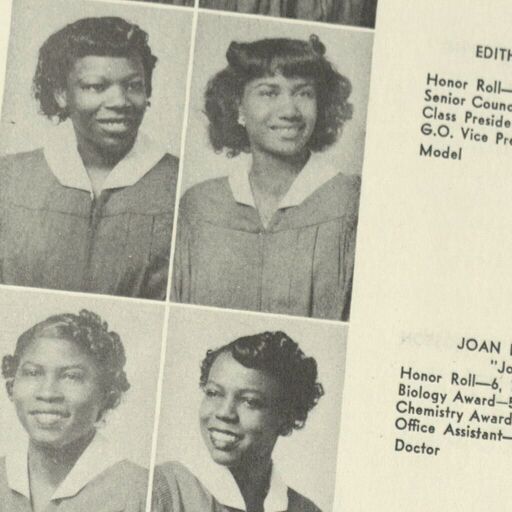 EDITH
Honor Roll—
Senior Counc
Class Preside
G.O. Vice Pre
Model
JOAN
"Jo
Honor Roll—6,
Biology Award—5
Chemistry Award
Office Assistant—
Doctor